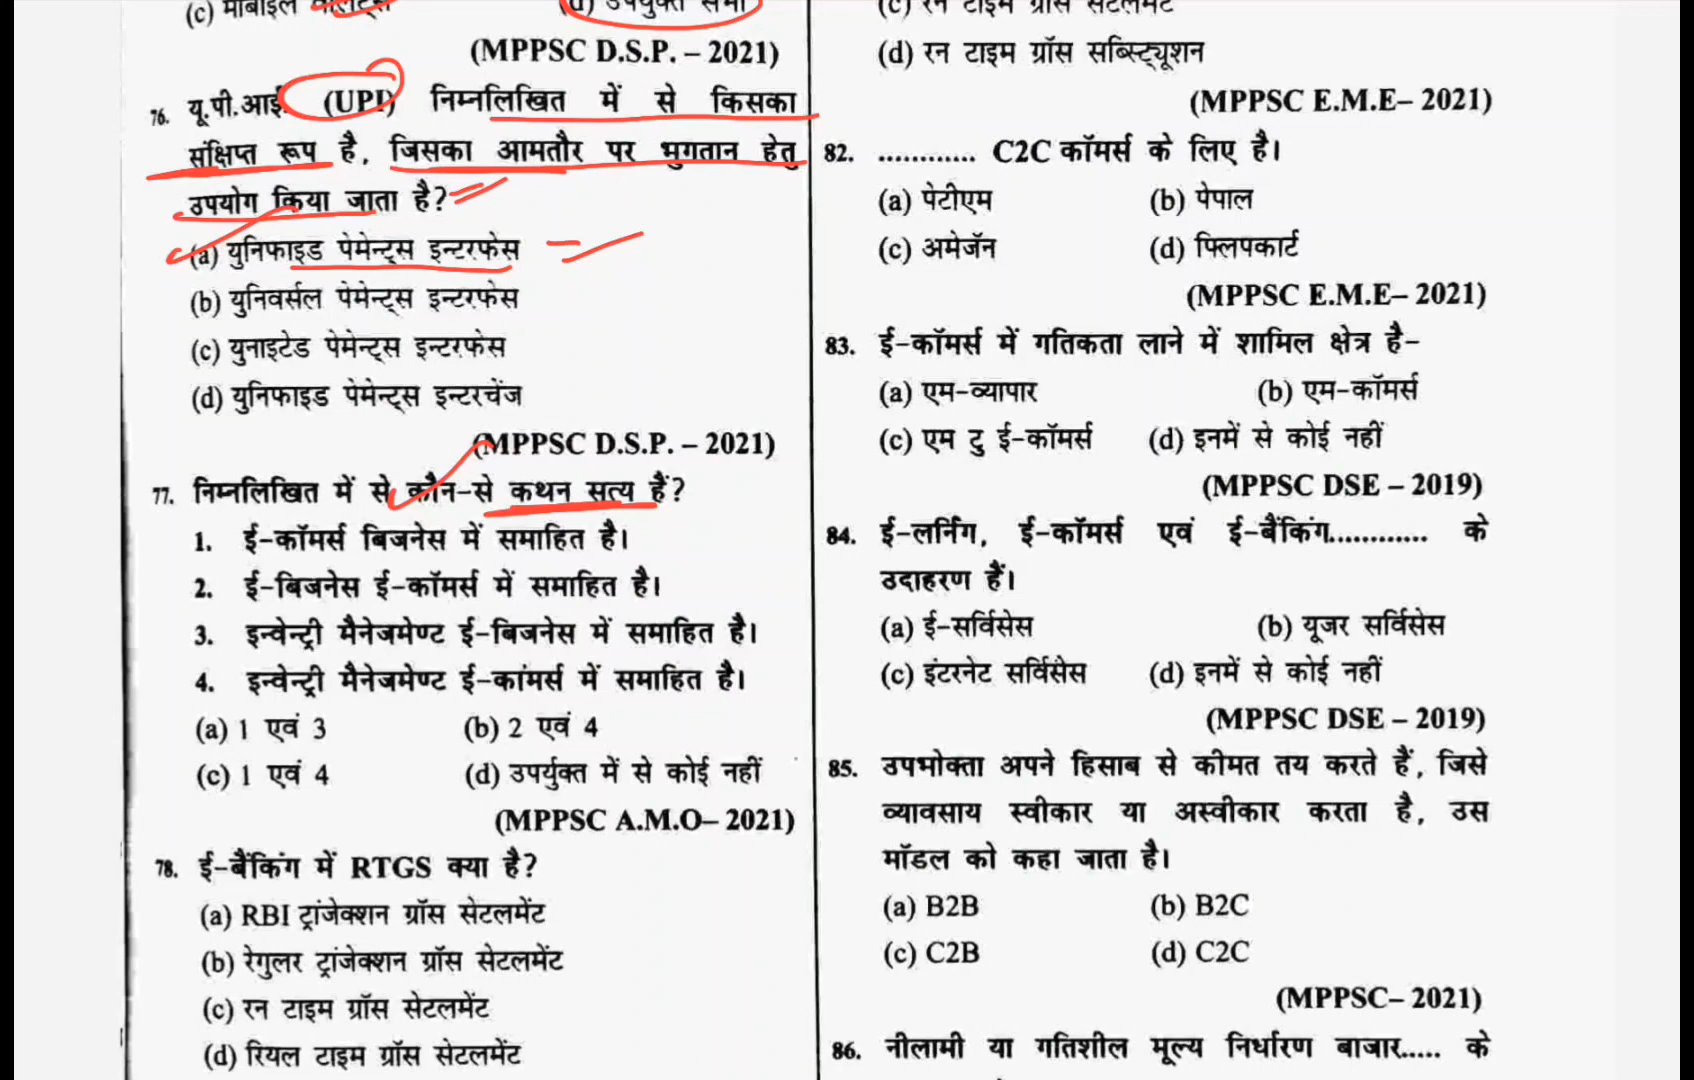 (c) मोबाइल वॉलेट्स (d) उपर्युक्त सभी
(MPPSC D.S.P. – 2021)
76. यू.पी.आई. (UPI) निम्नलिखित में से किसका
संक्षिप्त रूप है, जिसका आमतौर पर भुगतान हेतु
उपयोग किया जाता है?
(a) युनिफाइड पेमेन्ट्स इन्टरफेस
(b) युनिवर्सल पेमेन्ट्स इन्टरफेस
(c) युनाइटेड पेमेन्ट्स इन्टरफेस
(d) युनिफाइड पेमेन्ट्स इन्टरचेंज
(MPPSC D.S.P. – 2021)
77. निम्नलिखित में से कौन-से कथन सत्य हैं?
1. ई-कॉमर्स बिजनेस में समाहित है।
2. ई-बिजनेस ई-कॉमर्स में समाहित है।
3. इन्वेन्ट्री मैनेजमेण्ट ई-बिजनेस में समाहित है।
4. इन्वेन्ट्री मैनेजमेण्ट ई-कांमर्स में समाहित है।
(a) 1 एवं 3 (b) 2 एवं 4
(c) 1 एवं 4 (d) उपर्युक्त में से कोई नहीं
(MPPSC A.M.O– 2021)
78. ई-बैंकिंग में RTGS क्या है?
(a) RBI ट्रांजेक्शन ग्रॉस सेटलमेंट
(b) रेगुलर ट्रांजेक्शन ग्रॉस सेटलमेंट
(c) रन टाइम ग्रॉस सेटलमेंट
(d) रियल टाइम ग्रॉस सेटलमेंट
(c) रन टाइम ग्रॉस सेटलमेंट
(d) रन टाइम ग्रॉस सब्स्टिट्यूशन
(MPPSC E.M.E– 2021)
82. ............ C2C कॉमर्स के लिए है।
(a) पेटीएम (b) पेपाल
(c) अमेजॅन (d) फ्लिपकार्ट
(MPPSC E.M.E– 2021)
83. ई-कॉमर्स में गतिकता लाने में शामिल क्षेत्र है–
(a) एम-व्यापार (b) एम-कॉमर्स
(c) एम टु ई-कॉमर्स (d) इनमें से कोई नहीं
(MPPSC DSE – 2019)
84. ई-लर्निंग, ई-कॉमर्स एवं ई-बैंकिंग............ के
उदाहरण हैं।
(a) ई-सर्विसेस (b) यूजर सर्विसेस
(c) इंटरनेट सर्विसेस (d) इनमें से कोई नहीं
(MPPSC DSE – 2019)
85. उपभोक्ता अपने हिसाब से कीमत तय करते हैं, जिसे
व्यावसाय स्वीकार या अस्वीकार करता है, उस
मॉडल को कहा जाता है।
(a) B2B (b) B2C
(c) C2B (d) C2C
(MPPSC– 2021)
86. नीलामी या गतिशील मूल्य निर्धारण बाजार..... के